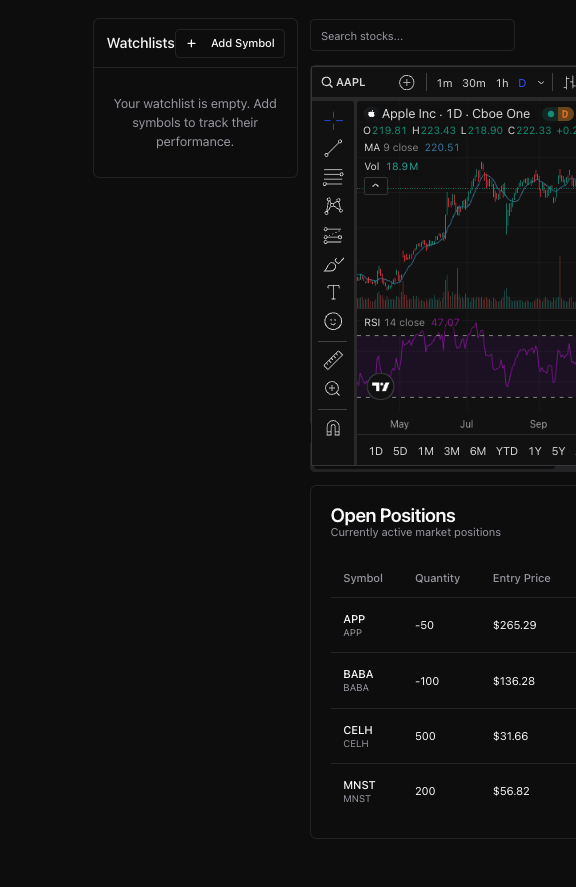 Watchlists
+ Add Symbol
Your watchlist is empty. Add
symbols to track their
performance.
Search stocks...
AAPL 1m 30m 1h D
Apple Inc · 1D · Cboe One D
O219.81 H223.43 L218.90 C222.33 +0.2
MA 9 close 220.51
Vol 18.9M
RSI 14 close 47.07
May Jul Sep
1D 5D 1M 3M 6M YTD 1Y 5Y
Open Positions
Currently active market positions
Symbol Quantity Entry Price
APP -50 $265.29
APP
BABA -100 $136.28
BABA
CELH 500 $31.66
CELH
MNST 200 $56.82
MNST